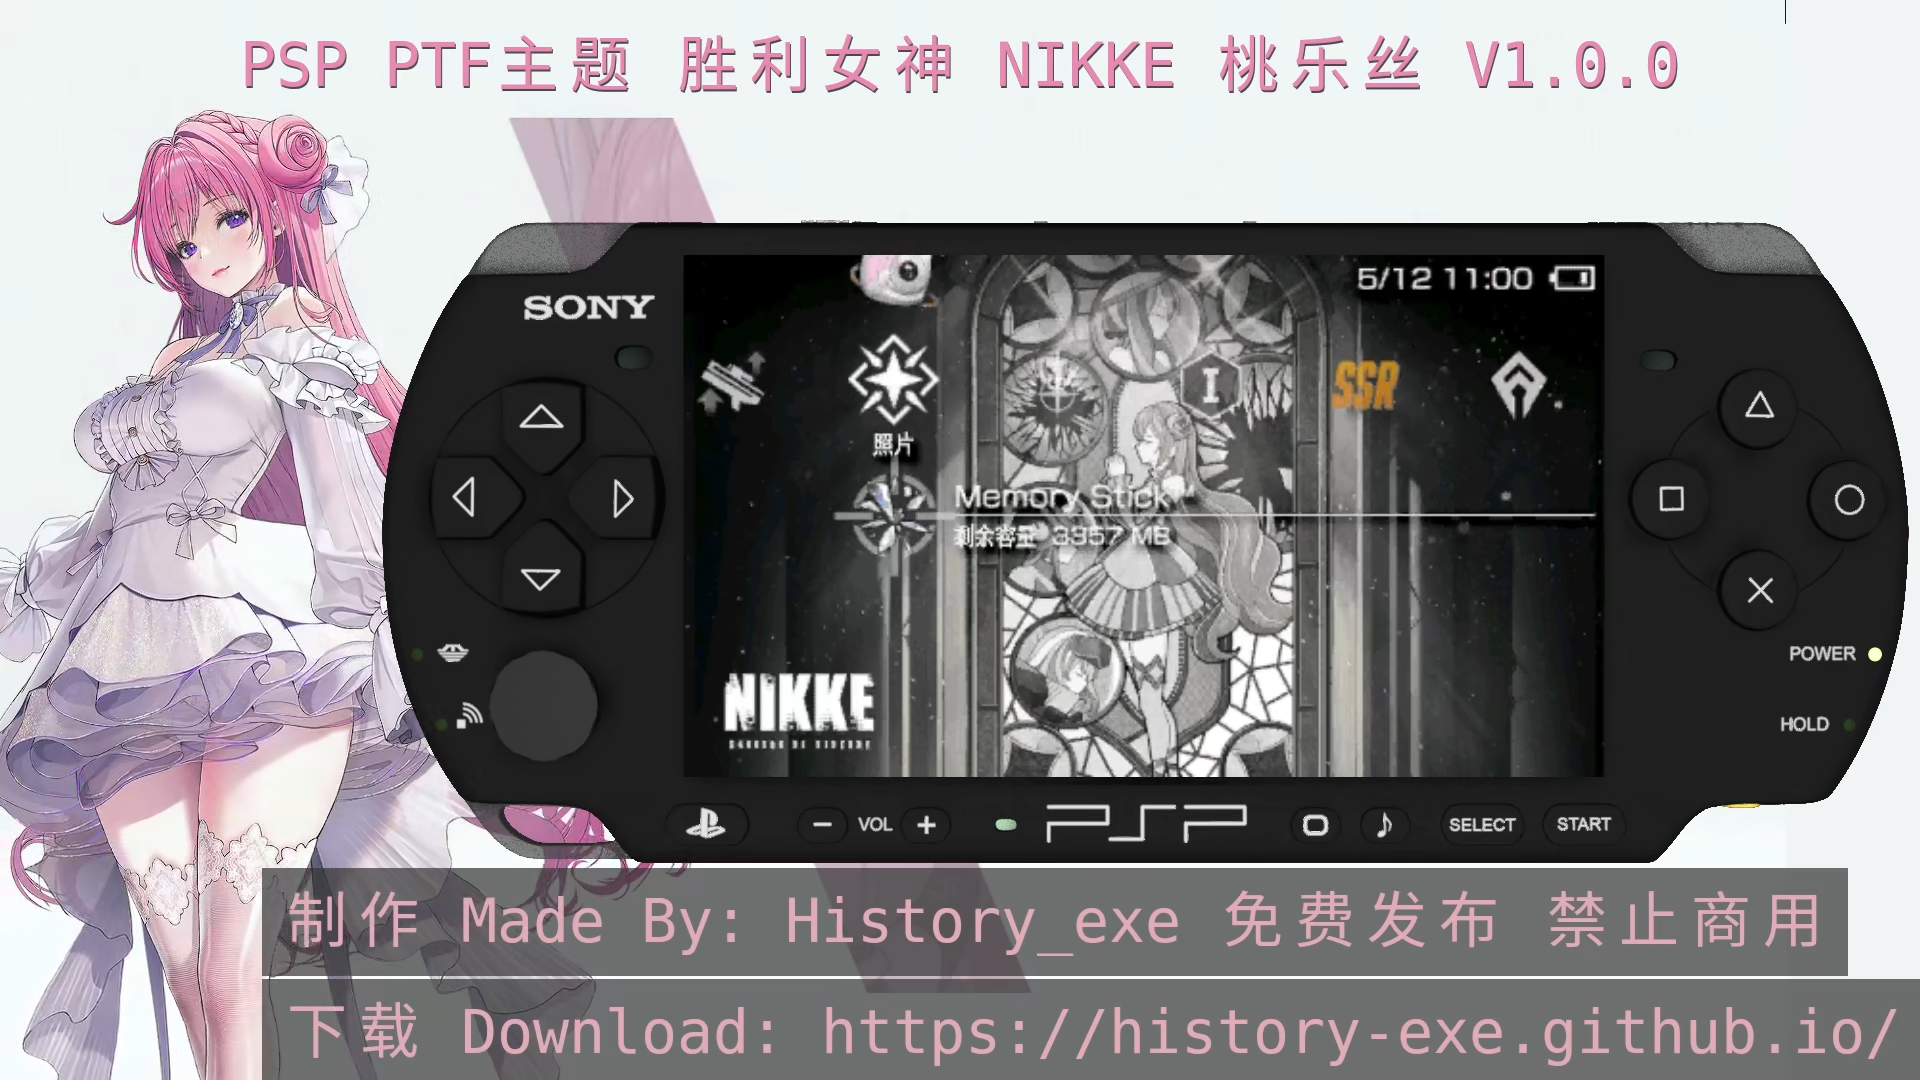 PSP PTF主题 胜利女神 NIKKE 桃乐丝 V1.0.0
SONY
5/12 11:00
I
SSR
照片
Memory Stick
剩余容量 3357 MB
NIKKE
POWER
HOLD
VOL
PSP
SELECT
START
制作 Made By: History_exe 免费发布 禁止商用
下载 Download: https://history-exe.github.io/